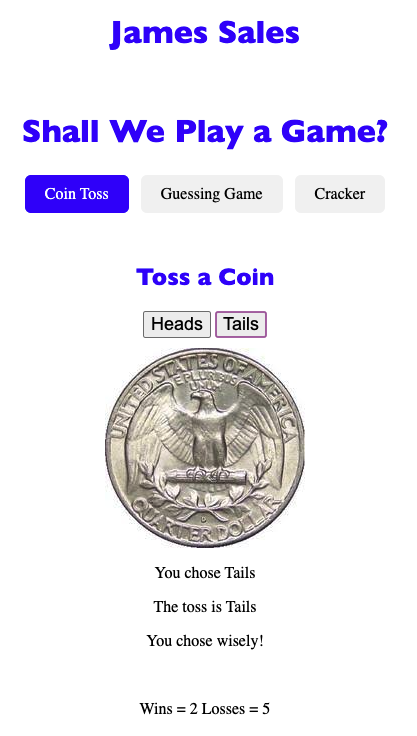 James Sales
Shall We Play a Game?
Coin Toss Guessing Game Cracker
Toss a Coin
Heads Tails
UNITED STATES OF AMERICA
E PLURIBUS
UNUM
D
QUARTER DOLLAR
You chose Tails
The toss is Tails
You chose wisely!
Wins = 2 Losses = 5